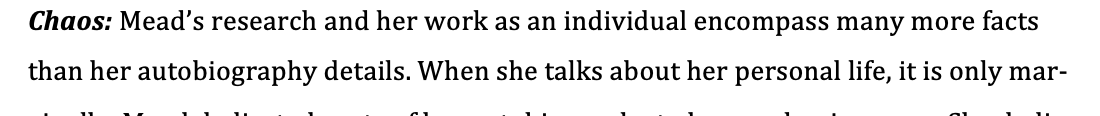 Chaos: Mead’s research and her work as an individual encompass many more facts
than her autobiography details. When she talks about her personal life, it is only mar-